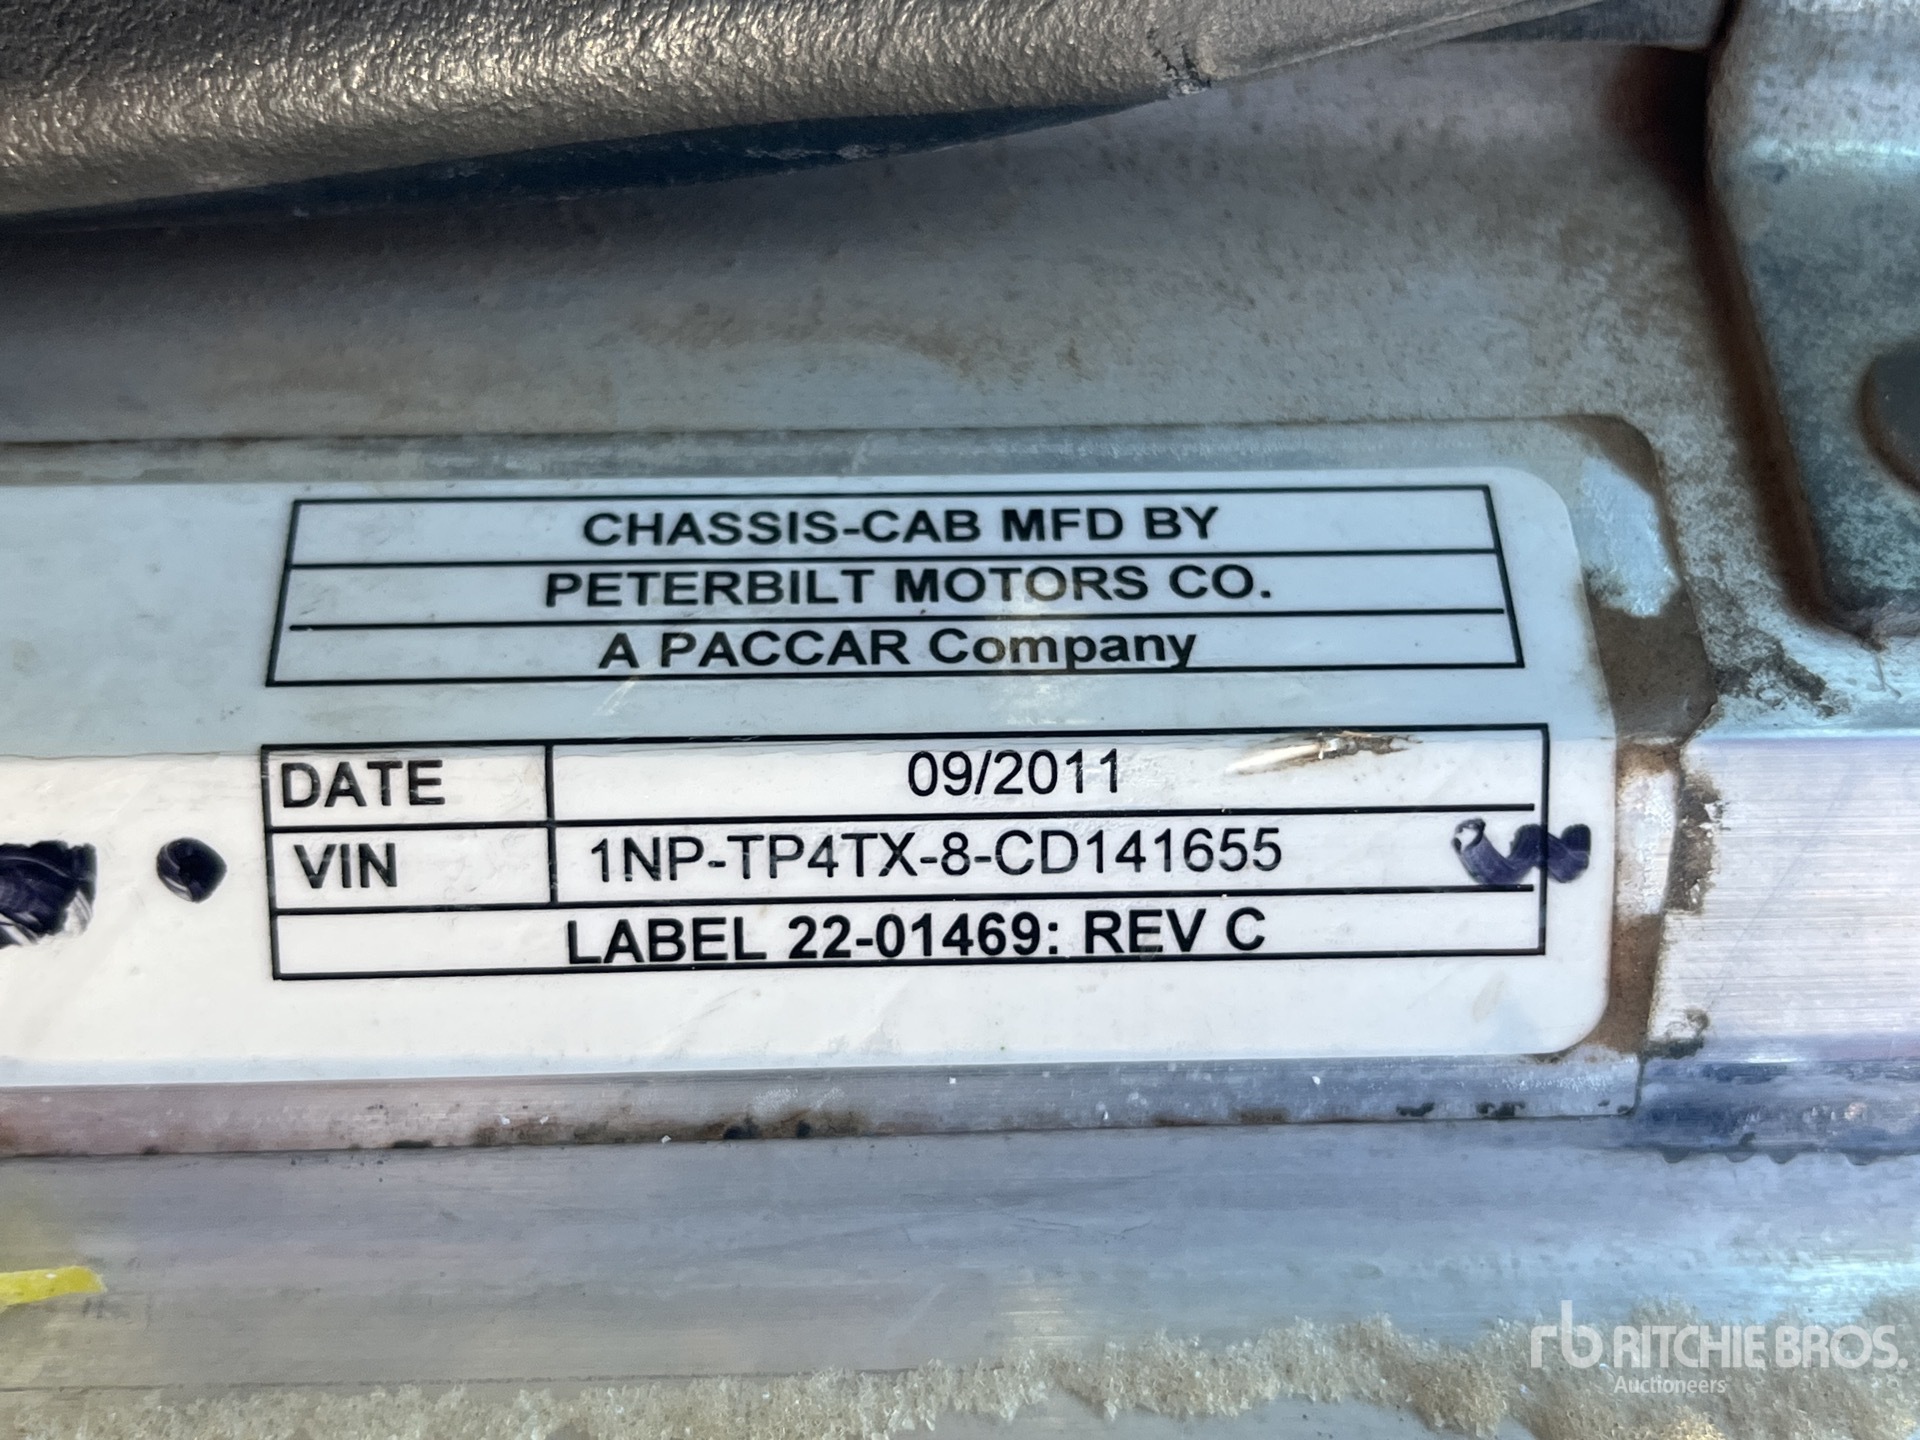 CHASSIS-CAB MFD BY
PETERBILT MOTORS CO.
A PACCAR Company
DATE 09/2011
VIN 1NP-TP4TX-8-CD141655
LABEL 22-01469: REV C
rb RITCHIE BROS.
Auctioneers